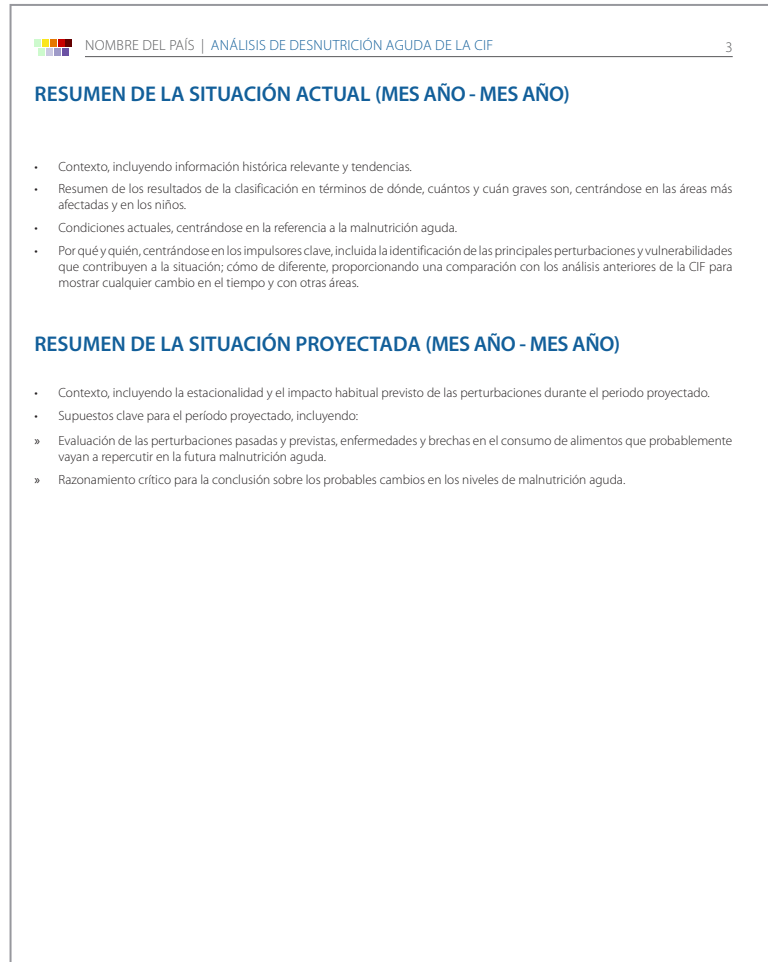 NOMBRE DEL PAÍS | ANÁLISIS DE DESNUTRICIÓN AGUDA DE LA CIF 3
RESUMEN DE LA SITUACIÓN ACTUAL (MES AÑO - MES AÑO)
• Contexto, incluyendo información histórica relevante y tendencias.
• Resumen de los resultados de la clasificación en términos de dónde, cuántos y cuán graves son, centrándose en las áreas más
afectadas y en los niños.
• Condiciones actuales, centrándose en la referencia a la malnutrición aguda.
• Por qué y quién, centrándose en los impulsores clave, incluida la identificación de las principales perturbaciones y vulnerabilidades
que contribuyen a la situación; cómo de diferente, proporcionando una comparación con los análisis anteriores de la CIF para
mostrar cualquier cambio en el tiempo y con otras áreas.
RESUMEN DE LA SITUACIÓN PROYECTADA (MES AÑO - MES AÑO)
• Contexto, incluyendo la estacionalidad y el impacto habitual previsto de las perturbaciones durante el periodo proyectado.
• Supuestos clave para el período proyectado, incluyendo:
» Evaluación de las perturbaciones pasadas y previstas, enfermedades y brechas en el consumo de alimentos que probablemente
vayan a repercutir en la futura malnutrición aguda.
» Razonamiento crítico para la conclusión sobre los probables cambios en los niveles de malnutrición aguda.